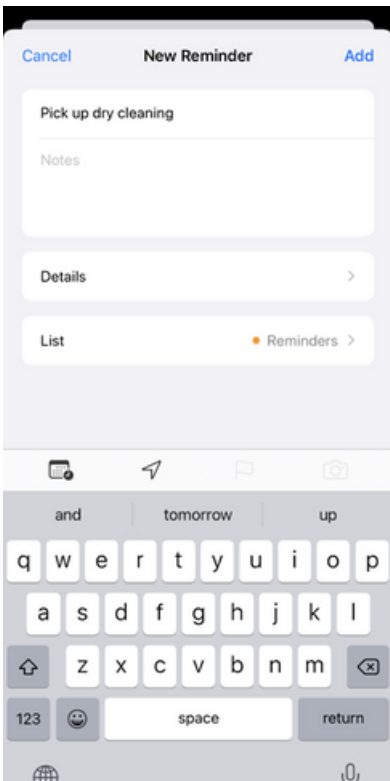 Cancel New Reminder Add
Pick up dry cleaning
Notes
Details
List Reminders
and tomorrow up
q w e r t y u i o p
a s d f g h j k l
z x c v b n m
123 space return